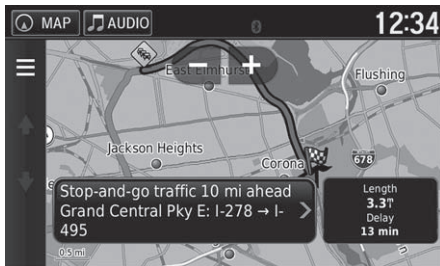 MAP
AUDIO
12:34
East Elmhurst
Flushing
Jackson Heights
Corona
678
Stop-and-go traffic 10 mi ahead
Grand Central Pky E: I-278 → I-
495
Length
3.3
Delay
13 min
0.5 mi